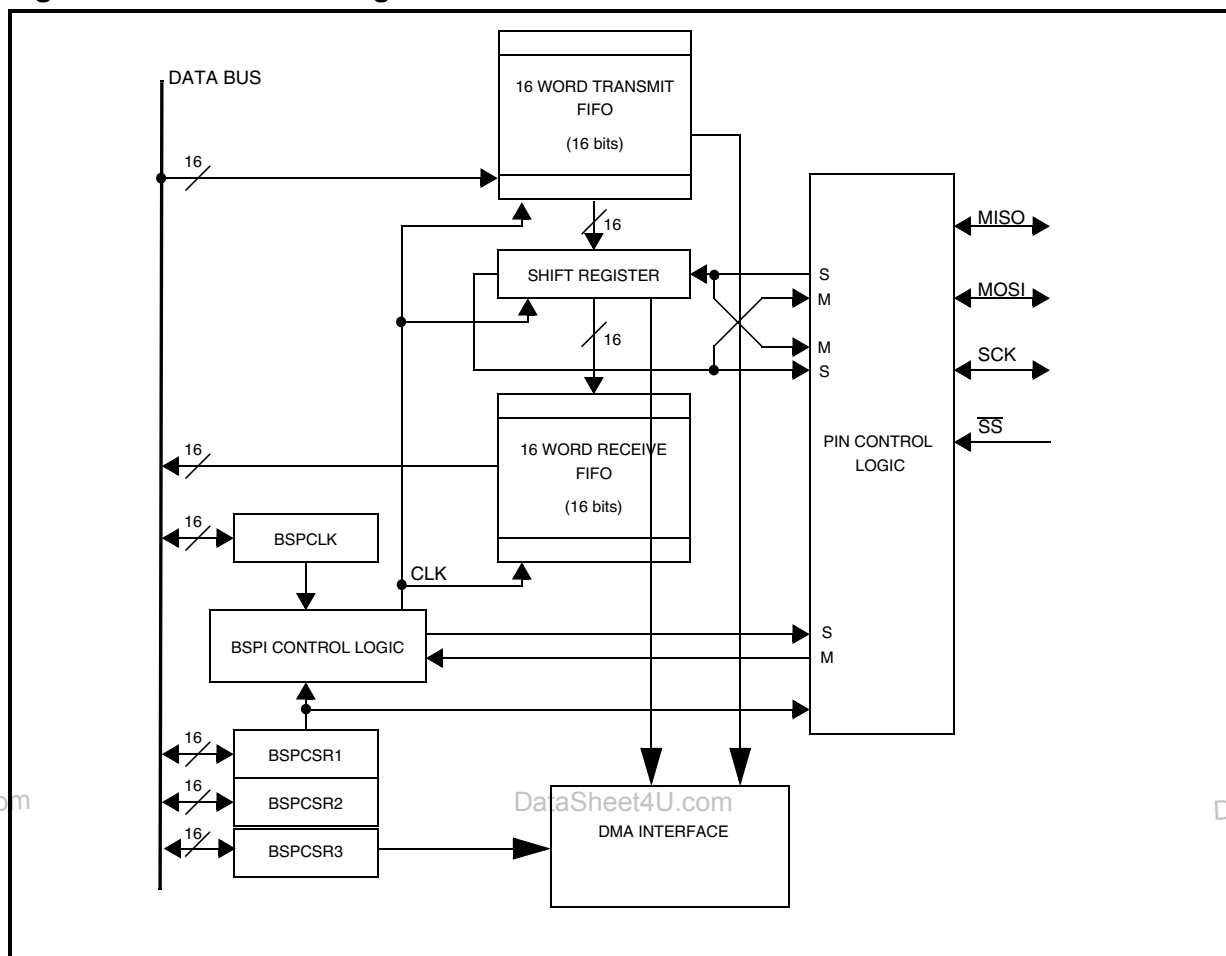 DATA BUS
16 WORD TRANSMIT
FIFO
(16 bits)
16
16
MISO
SHIFT REGISTER
S
M
MOSI
16
M
S
SCK
16 WORD RECEIVE
FIFO
(16 bits)
16
PIN CONTROL
LOGIC
SS
16
BSPCLK
CLK
BSPI CONTROL LOGIC
S
M
16
BSPCSR1
16
BSPCSR2
DataSheet4U.com
16
BSPCSR3
DMA INTERFACE